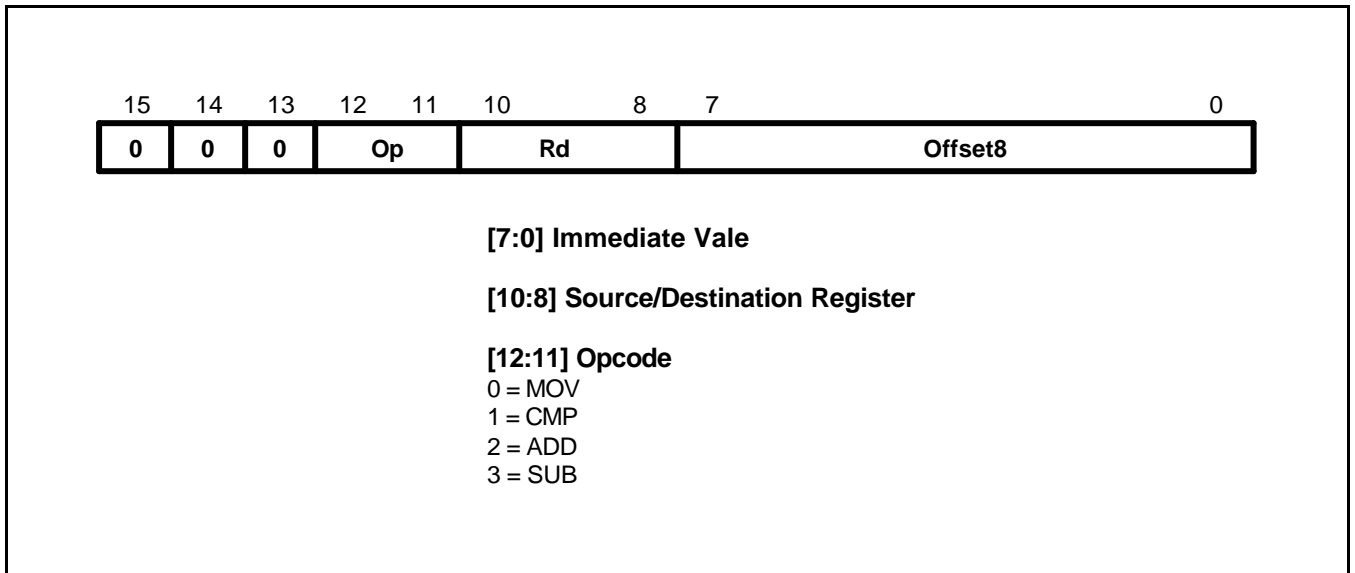 15 14 13 12 11 10 8 7 0
0 0 0 Op Rd Offset8
[7:0] Immediate Vale
[10:8] Source/Destination Register
[12:11] Opcode
0 = MOV
1 = CMP
2 = ADD
3 = SUB